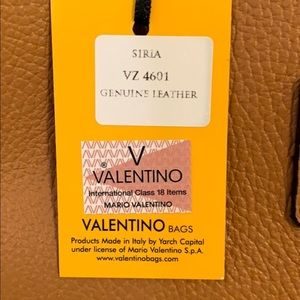 SIRIA
VZ 4601
GENUINE LEATHER
V
®
VALENTINO
International Class 18 Items
MARIO VALENTINO
VALENTINO BAGS
Products Made in Italy by Yarch Capital
under license of Mario Valentino S.p.A.
www.valentinobags.com